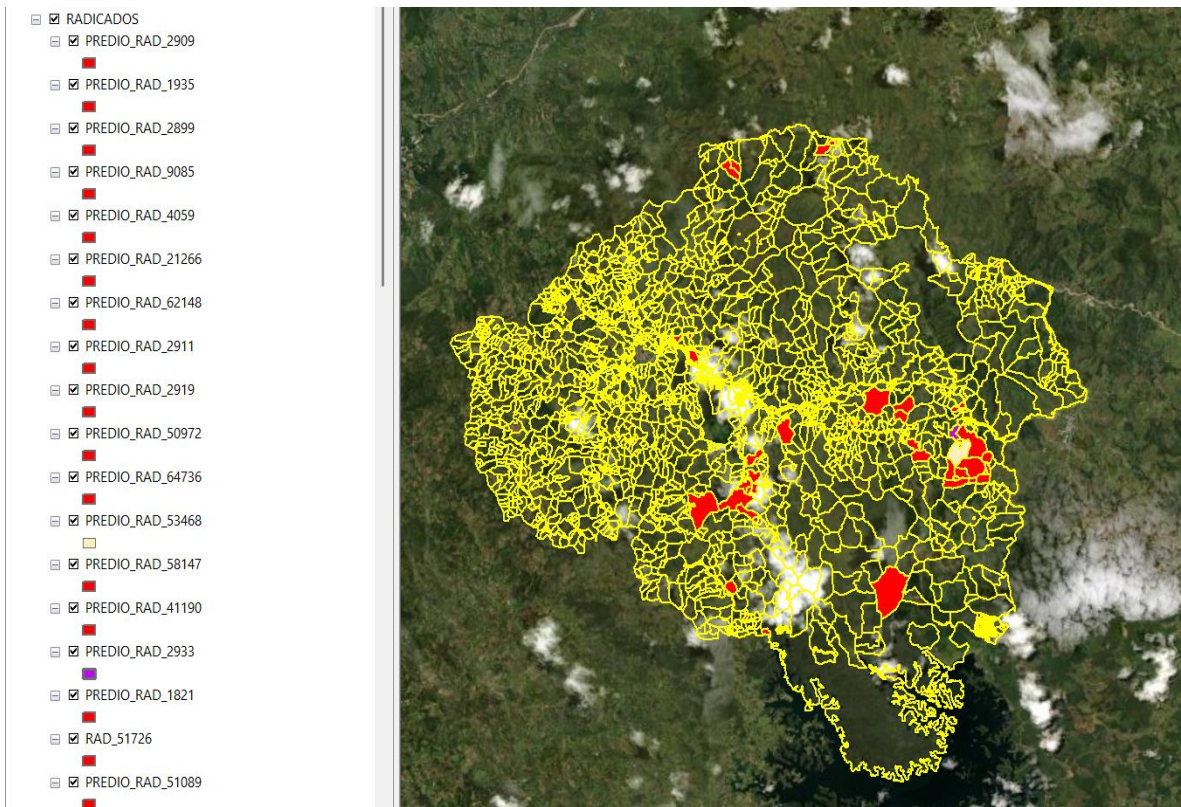 RADICADOS
PREDIO_RAD_2909
PREDIO_RAD_1935
PREDIO_RAD_2899
PREDIO_RAD_9085
PREDIO_RAD_4059
PREDIO_RAD_21266
PREDIO_RAD_62148
PREDIO_RAD_2911
PREDIO_RAD_2919
PREDIO_RAD_50972
PREDIO_RAD_64736
PREDIO_RAD_53468
PREDIO_RAD_58147
PREDIO_RAD_41190
PREDIO_RAD_2933
PREDIO_RAD_1821
RAD_51726
PREDIO_RAD_51089